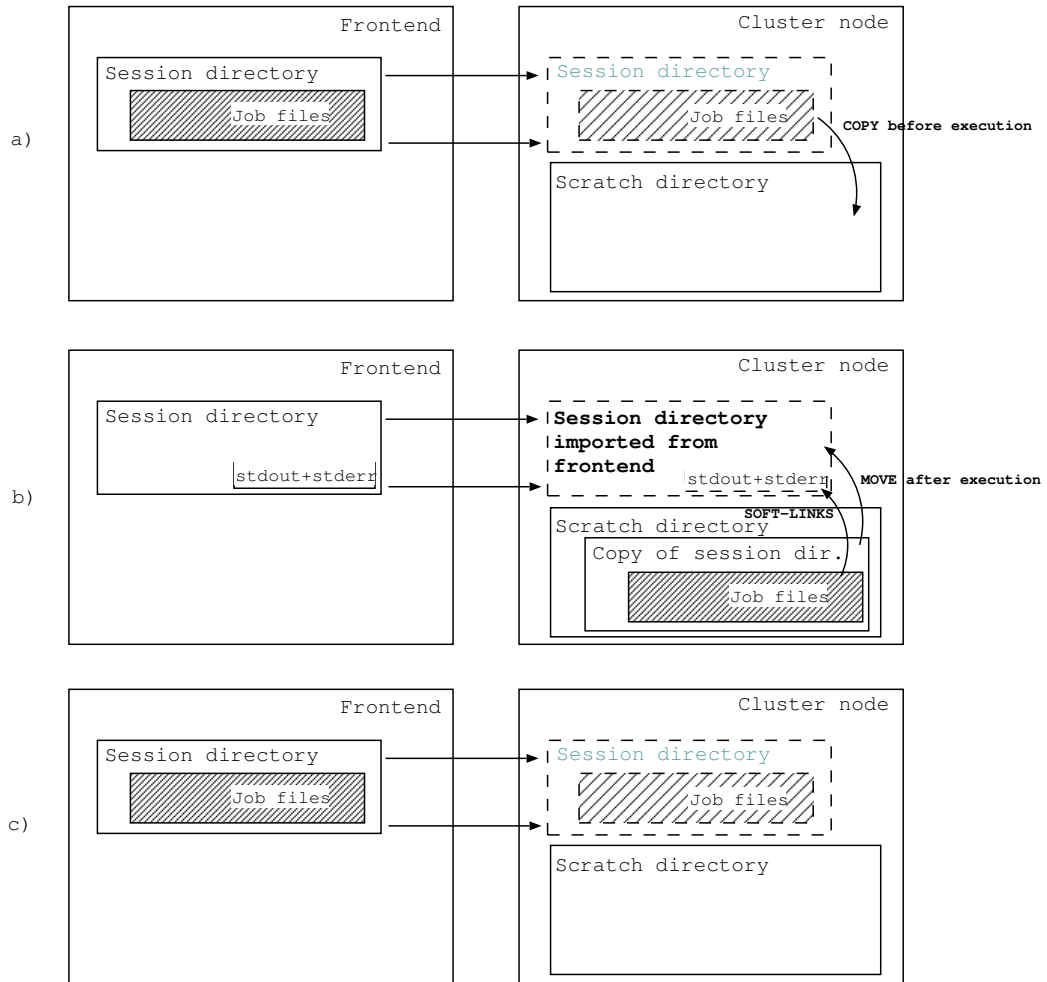 a)
Frontend
Session directory
Job files
Cluster node
Session directory
Job files
COPY before execution
Scratch directory
b)
Frontend
Session directory
stdout+stderr
Cluster node
Session directory
imported from
frontend
stdout+stderr
MOVE after execution
SOFT-LINKS
Scratch directory
Copy of session dir.
Job files
c)
Frontend
Session directory
Job files
Cluster node
Session directory
Job files
Scratch directory